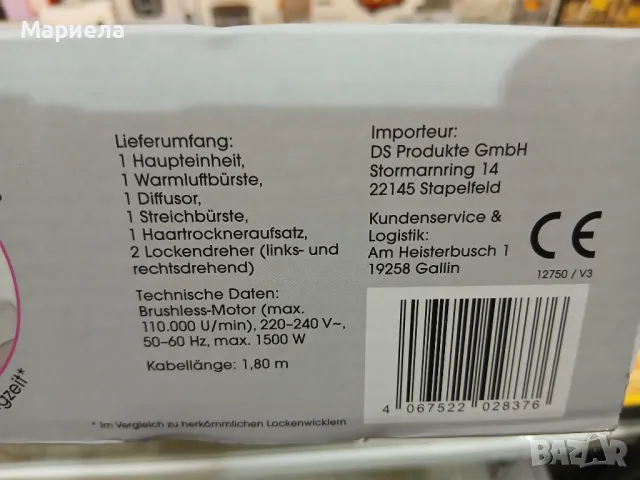 Мариела
Lieferumfang:
1 Haupteinheit,
1 Warmluftbürste,
1 Diffusor,
1 Streichbürste,
1 Haartrockneraufsatz,
2 Lockendreher (links- und
rechtsdrehend)
Technische Daten:
Brushless-Motor (max.
110.000 U/min), 220–240 V~,
50–60 Hz, max. 1500 W
Kabellänge: 1,80 m
* Im Vergleich zu herkömmlichen Lockenwicklern
Importeur:
DS Produkte GmbH
Stormarnring 14
22145 Stapelfeld
Kundenservice &
Logistik:
Am Heisterbusch 1
19258 Gallin
CE
12750 / V3
4 067522 028376
gzeit*
BAZAR